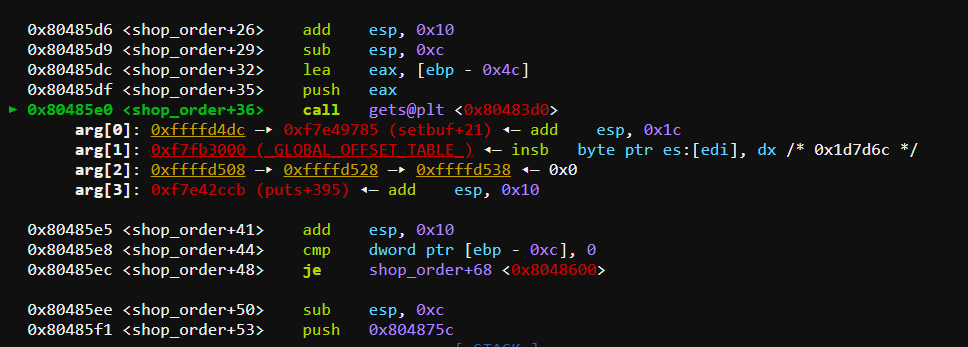 0x80485d6 <shop_order+26> add esp, 0x10
0x80485d9 <shop_order+29> sub esp, 0xc
0x80485dc <shop_order+32> lea eax, [ebp - 0x4c]
0x80485df <shop_order+35> push eax
► 0x80485e0 <shop_order+36> call gets@plt <0x80483d0>
arg[0]: 0xffffd4dc —▸ 0xf7e49785 (setbuf+21) ◂— add esp, 0x1c
arg[1]: 0xf7fb3000 (_GLOBAL_OFFSET_TABLE_) ◂— insb byte ptr es:[edi], dx /* 0x1d7d6c */
arg[2]: 0xffffd508 —▸ 0xffffd528 —▸ 0xffffd538 ◂— 0x0
arg[3]: 0xf7e42ccb (puts+395) ◂— add esp, 0x10
0x80485e5 <shop_order+41> add esp, 0x10
0x80485e8 <shop_order+44> cmp dword ptr [ebp - 0xc], 0
0x80485ec <shop_order+48> je shop_order+68 <0x8048600>
0x80485ee <shop_order+50> sub esp, 0xc
0x80485f1 <shop_order+53> push 0x804875c
[ STACK ]